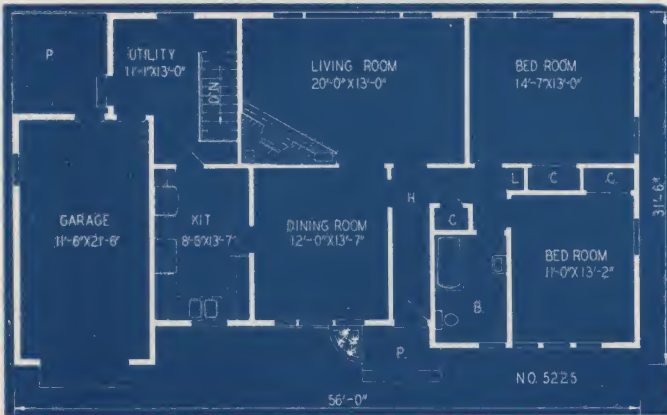 P.
UTILITY
11'-1"X13'-0"
D'N.
LIVING ROOM
20'-0"X13'-0"
BED ROOM
14'-7"X13'-0"
GARAGE
11'-6"X21'-6"
KIT
8'-6"X13'-7"
DINING ROOM
12'-0"X13'-7"
H.
L
C.
C.
C.
BED ROOM
11'-0"X13'-2"
B.
P.
31'-6"
NO. 5225
56'-0"